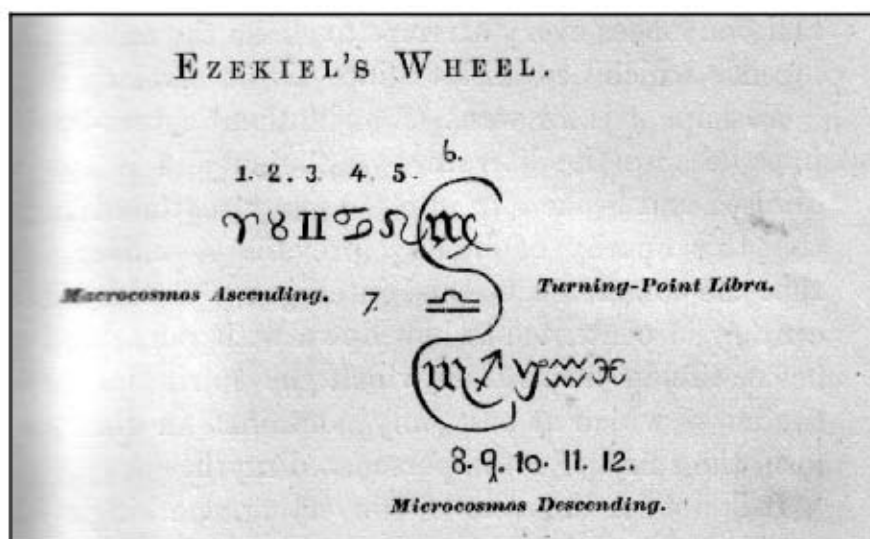 EZEKIEL'S WHEEL.
6.
1. 2. 3 4. 5.
♈ ♉ ♊ ♋ ♌ ♍
Macrocosmos Ascending. 7. ♎ Turning-Point Libra.
♏ ♐ ♑ ♒ ♓
8. 9. 10. 11. 12.
Microcosmos Descending.